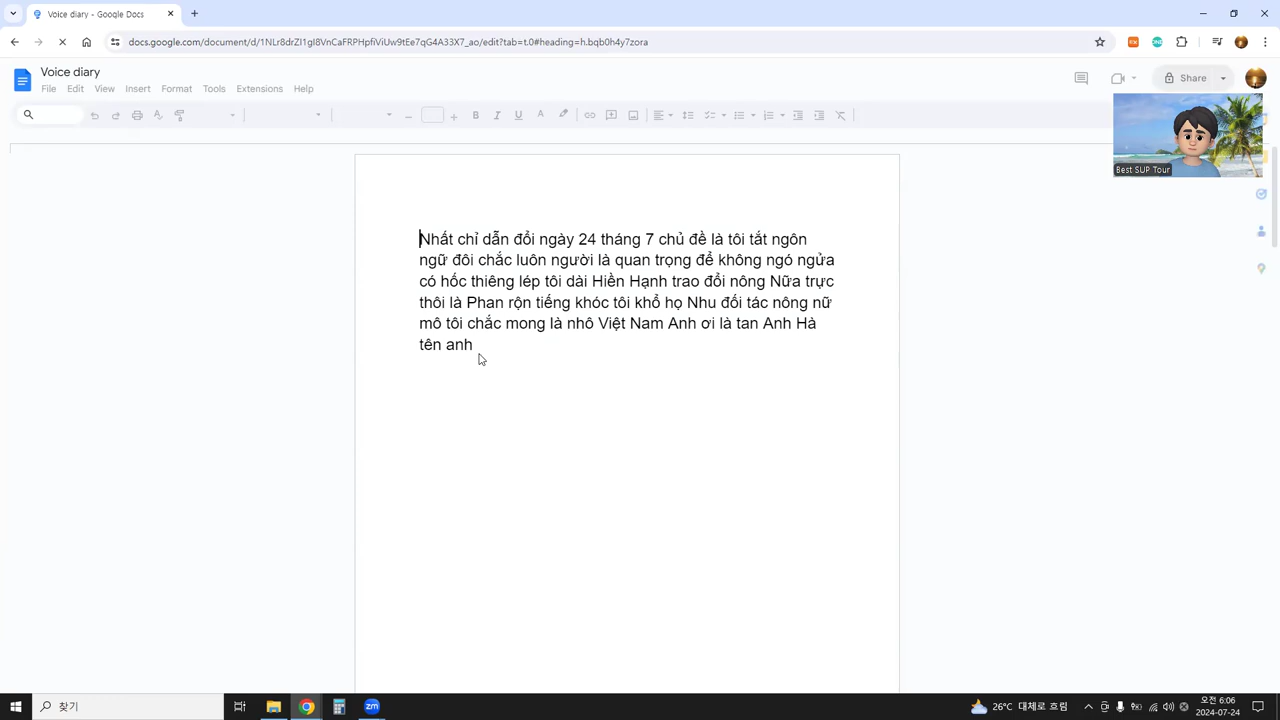 Voice diary - Google Docs
docs.google.com/document/d/1NLr8drZI1gI8VnCaFRPHpfiViUw9tEe7qG4A33X7_ao/edit?tab=t.0#heading=h.bqb0h4y7zora
Voice diary
File Edit View Insert Format Tools Extensions Help
Share
Best SUP Tour
Nhất chỉ dẫn đổi ngày 24 tháng 7 chủ đề là tôi tắt ngôn
ngữ đôi chắc luôn người là quan trọng để không ngó ngửa
có hốc thiêng lép tôi dài Hiền Hạnh trao đổi nông Nữa trực
thôi là Phan rộn tiếng khóc tôi khổ họ Nhu đối tác nông nữ
mô tôi chắc mong là nhô Việt Nam Anh ơi là tan Anh Hà
tên anh
찾기
26°C 대체로 흐림
오전 6:06
2024-07-24